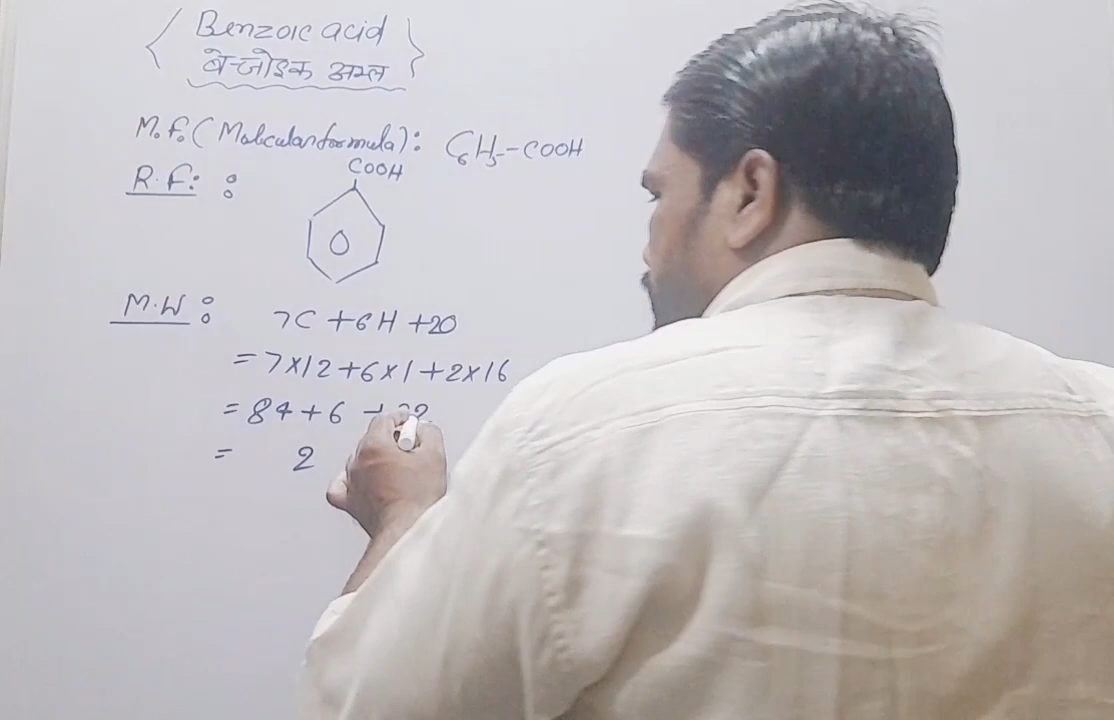 Benzoic acid
बेन्जोइक अम्ल
M.F. (Molecular formula): C6H5-COOH
COOH
R.F:
M.W:
7C +6H +2O
=7×12+6×1+2×16
=84+6 +32
= 2